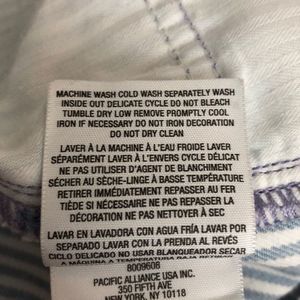 MACHINE WASH COLD WASH SEPARATELY WASH
INSIDE OUT DELICATE CYCLE DO NOT BLEACH
TUMBLE DRY LOW REMOVE PROMPTLY COOL
IRON IF NECESSARY DO NOT IRON DECORATION
DO NOT DRY CLEAN
LAVER À LA MACHINE À L'EAU FROIDE LAVER
SÉPARÉMENT LAVER À L'ENVERS CYCLE DÉLICAT
NE PAS UTILISER D'AGENT DE BLANCHIMENT
SÉCHER AU SÈCHE-LINGE À BASSE TEMPÉRATURE
RETIRER IMMÉDIATEMENT REPASSER AU FER
TIÈDE SI NÉCESSAIRE NE PAS REPASSER LA
DÉCORATION NE PAS NETTOYER À SEC
LAVAR EN LAVADORA CON AGUA FRÍA LAVAR POR
SEPARADO LAVAR CON LA PRENDA AL REVÉS
CICLO DELICADO NO USAR BLANQUEADOR SECAR
A MÁQUINA A TEMPERATURA BAJA RETIRE
8009608
PACIFIC ALLIANCE USA INC.
350 FIFTH AVE
NEW YORK, NY 10118